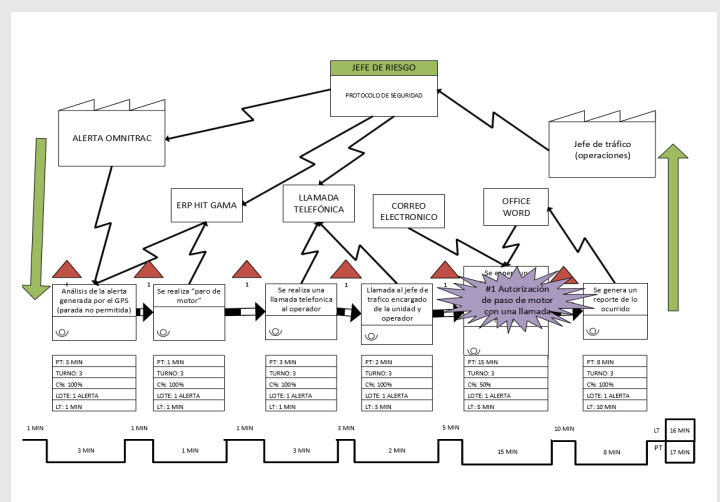 JEFE DE RIESGO
PROTOCOLO DE SEGURIDAD
ALERTA OMNITRAC
Jefe de tráfico
(operaciones)
ERP HIT GAMA
LLAMADA
TELEFÓNICA
CORREO
ELECTRONICO
OFFICE
WORD
1
1
1
1
1
Análisis de la alerta
generada por el GPS
(parada no permitida)
Se realiza "paro de
motor"
Se realiza una
llamada telefonica
al operador
Llamada al jefe de
trafico encargado
de la unidad y
operador
#1 Autorización
de paso de motor
con una llamada
Se genera un
reporte de lo
ocurrido
PT: 3 MIN
TURNO: 3
C%: 100%
LOTE: 1 ALERTA
LT: 1 MIN
PT: 1 MIN
TURNO: 3
C%: 100%
LOTE: 1 ALERTA
LT: 1 MIN
PT: 3 MIN
TURNO: 3
C%: 100%
LOTE: 1 ALERTA
LT: 1 MIN
PT: 2 MIN
TURNO: 3
C%: 100%
LOTE: 1 ALERTA
LT: 3 MIN
PT: 15 MIN
TURNO: 3
C%: 50%
LOTE: 1 ALERTA
LT: 5 MIN
PT: 8 MIN
TURNO: 3
C%: 100%
LOTE: 1 ALERTA
LT: 10 MIN
1 MIN
1 MIN
1 MIN
3 MIN
5 MIN
10 MIN
LT
16 MIN
3 MIN
1 MIN
3 MIN
2 MIN
15 MIN
8 MIN
PT
17 MIN